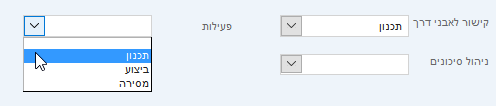 קישור לאבני דרך
תכנון
פעילות
תכנון
ביצוע
מסירה
ניהול סיכונים